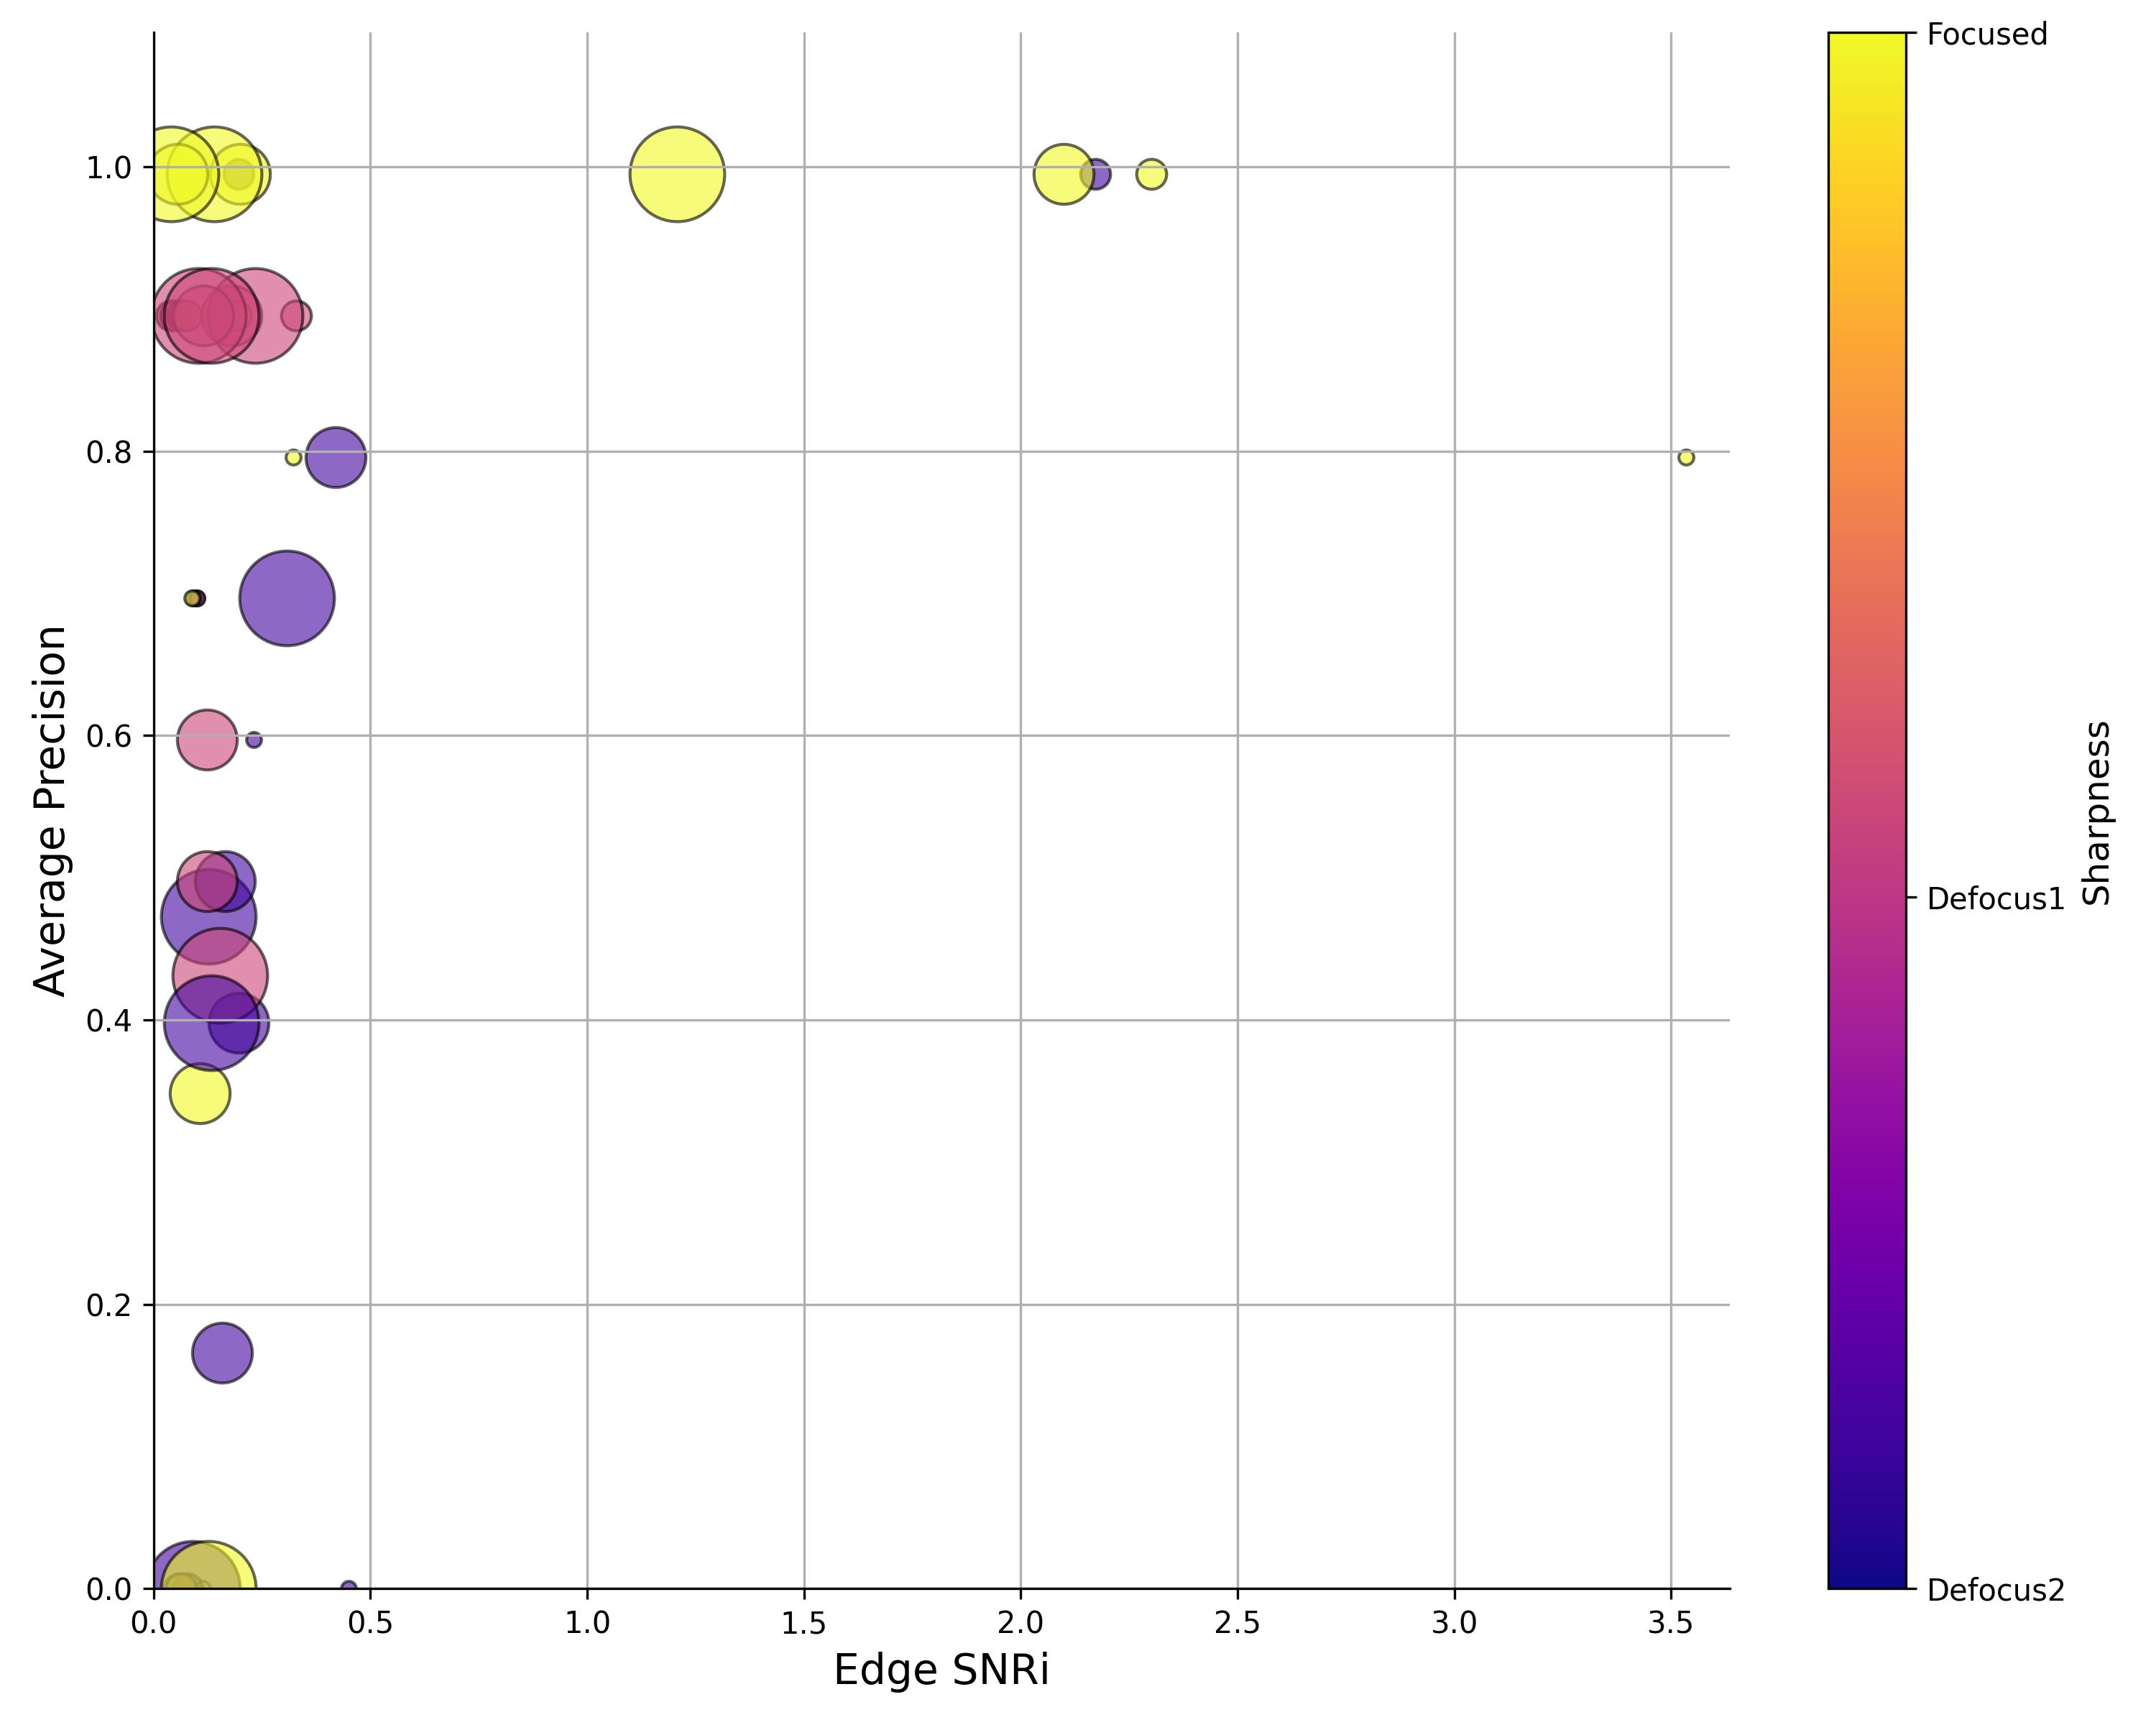 Average Precision
1.0
0.8
0.6
0.4
0.2
0.0
0.0 0.5 1.0 1.5 2.0 2.5 3.0 3.5
Edge SNRi
Focused
Defocus1
Defocus2
Sharpness